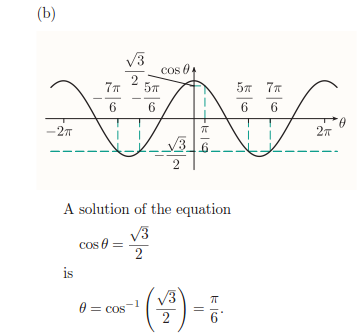 (b)
√3/2
cos θ
−7π/6 −5π/6 5π/6 7π/6
−2π 2π θ
−√3/2 π/6
A solution of the equation
cos θ = √3/2
is
θ = cos⁻¹ (√3/2) = π/6.